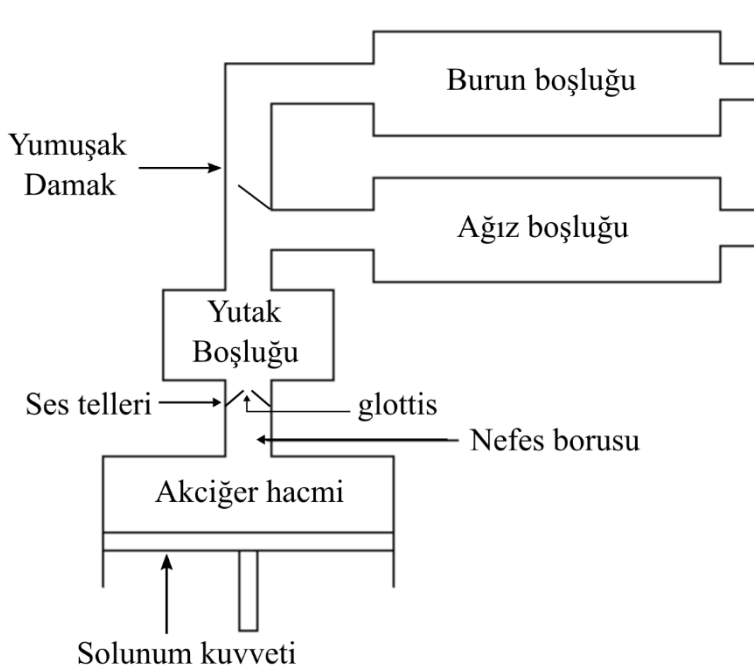 Burun boşluğu
Yumuşak
Damak
Ağız boşluğu
Yutak
Boşluğu
Ses telleri
glottis
Nefes borusu
Akciğer hacmi
Solunum kuvveti